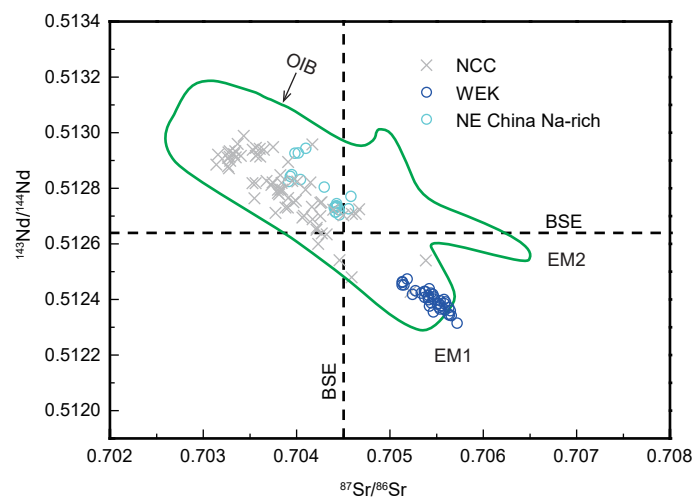 0.5134
0.5132
0.5130
0.5128
0.5126
0.5124
0.5122
0.5120
¹⁴³Nd/¹⁴⁴Nd
OIB
NCC
WEK
NE China Na-rich
BSE
EM2
EM1
BSE
0.702 0.703 0.704 0.705 0.706 0.707 0.708
⁸⁷Sr/⁸⁶Sr